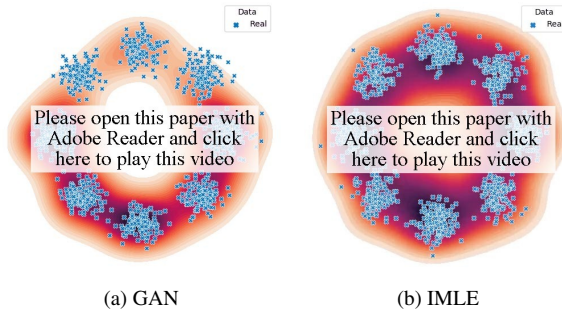 Data
Real
Please open this paper with
Adobe Reader and click
here to play this video
(a) GAN
Data
Real
Please open this paper with
Adobe Reader and click
here to play this video
(b) IMLE